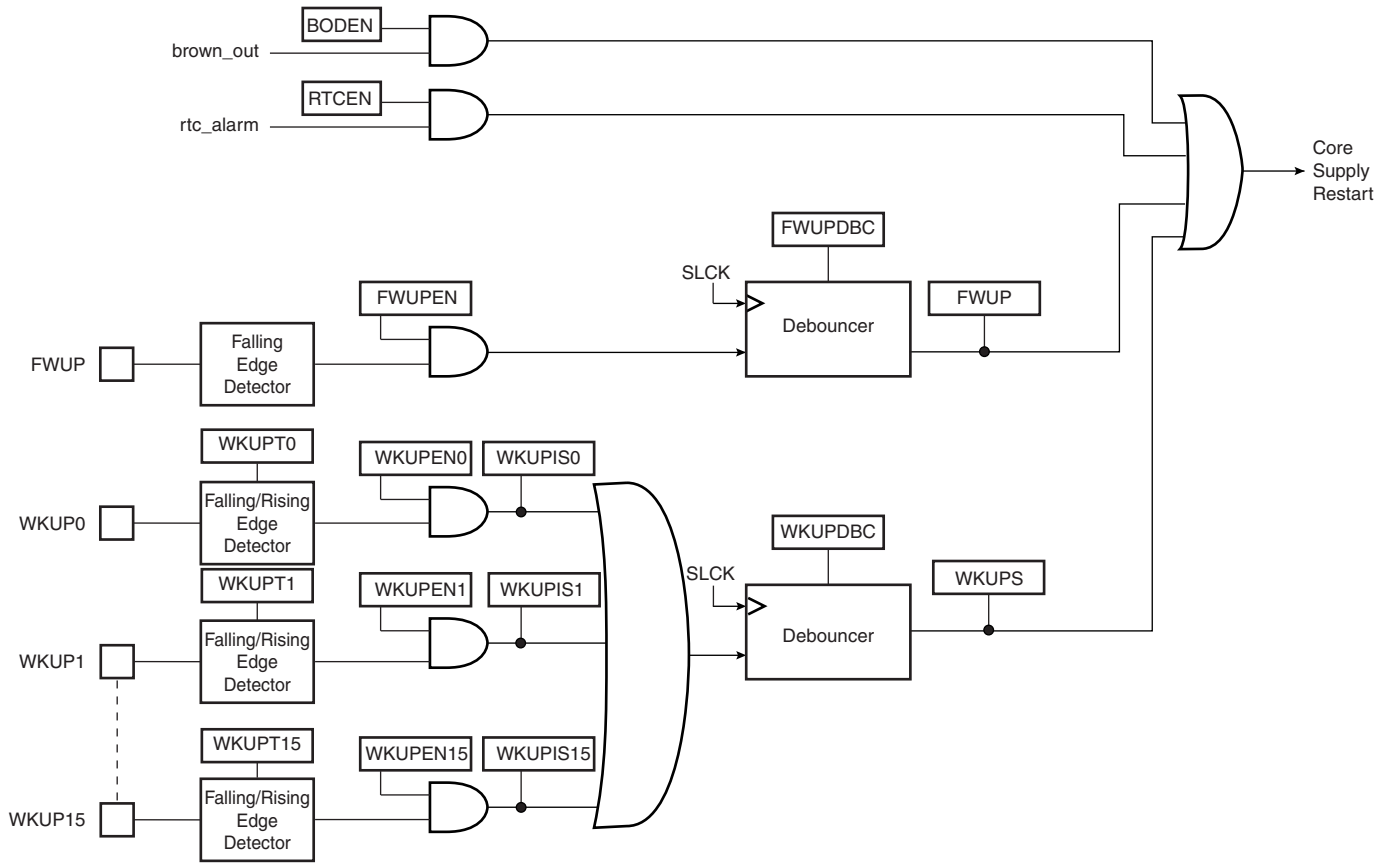 BODEN
brown_out
RTCEN
rtc_alarm
Core
Supply
Restart
FWUPDBC
SLCK
FWUPEN
FWUP
Debouncer
Falling
Edge
Detector
FWUP
WKUPT0
WKUPEN0
WKUPIS0
Falling/Rising
Edge
Detector
WKUP0
WKUPDBC
SLCK
WKUPT1
WKUPEN1
WKUPIS1
WKUPS
Debouncer
Falling/Rising
Edge
Detector
WKUP1
WKUPT15
WKUPEN15
WKUPIS15
Falling/Rising
Edge
Detector
WKUP15